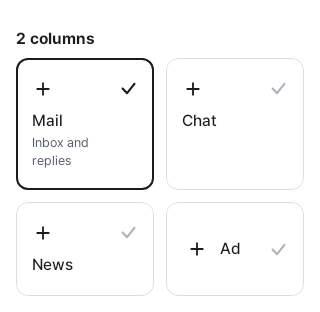 2 columns
Mail
Inbox and
replies
Chat
News
Ad